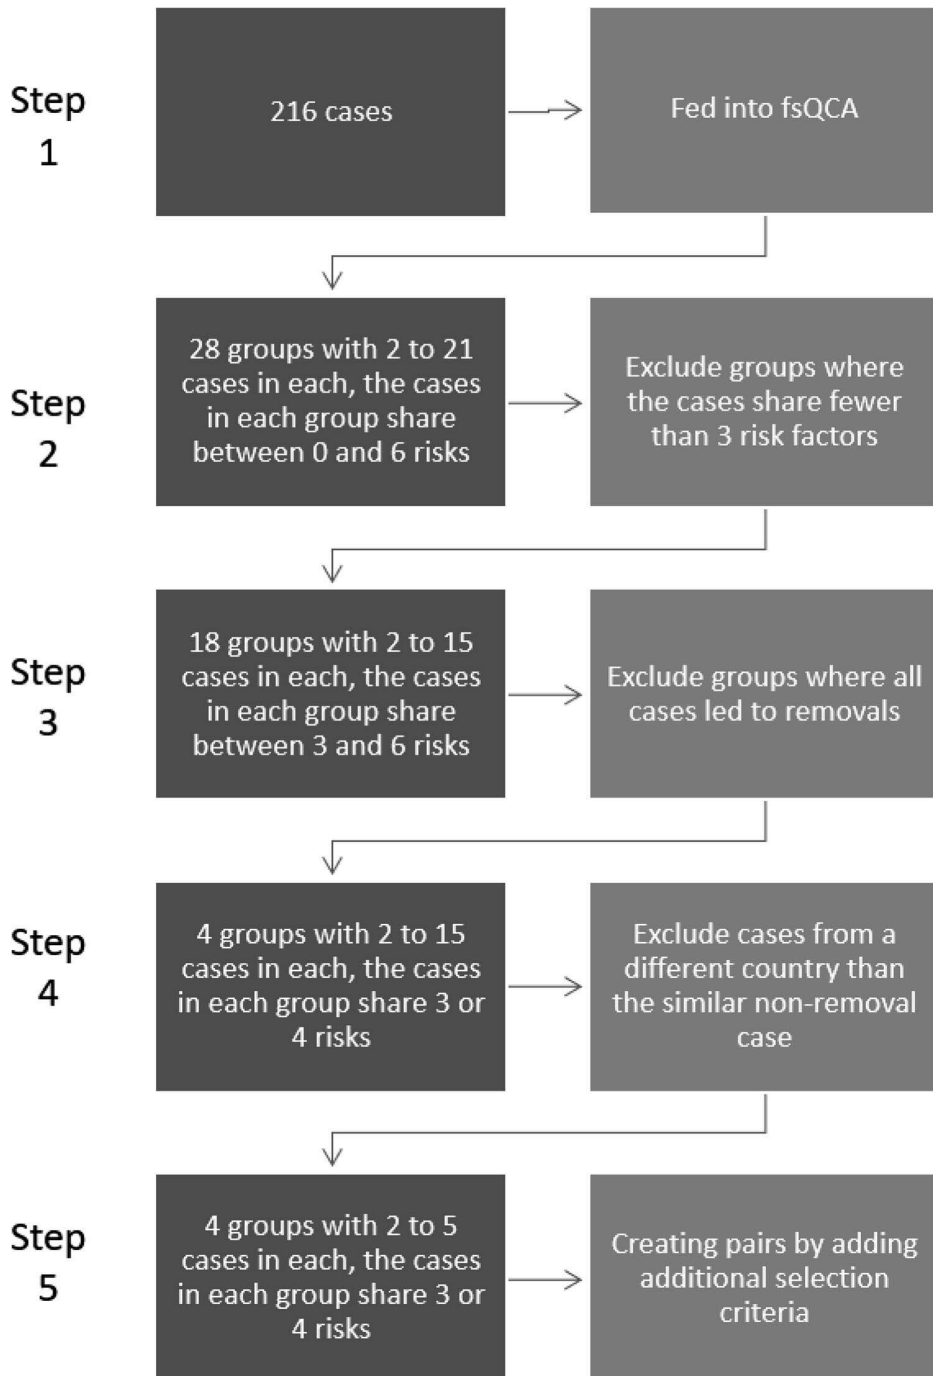 Step
1
216 cases
Fed into fsQCA
Step
2
28 groups with 2 to 21
cases in each, the cases
in each group share
between 0 and 6 risks
Exclude groups where
the cases share fewer
than 3 risk factors
Step
3
18 groups with 2 to 15
cases in each, the cases
in each group share
between 3 and 6 risks
Exclude groups where all
cases led to removals
Step
4
4 groups with 2 to 15
cases in each, the cases
in each group share 3 or
4 risks
Exclude cases from a
different country than
the similar non-removal
case
Step
5
4 groups with 2 to 5
cases in each, the cases
in each group share 3 or
4 risks
Creating pairs by adding
additional selection
criteria